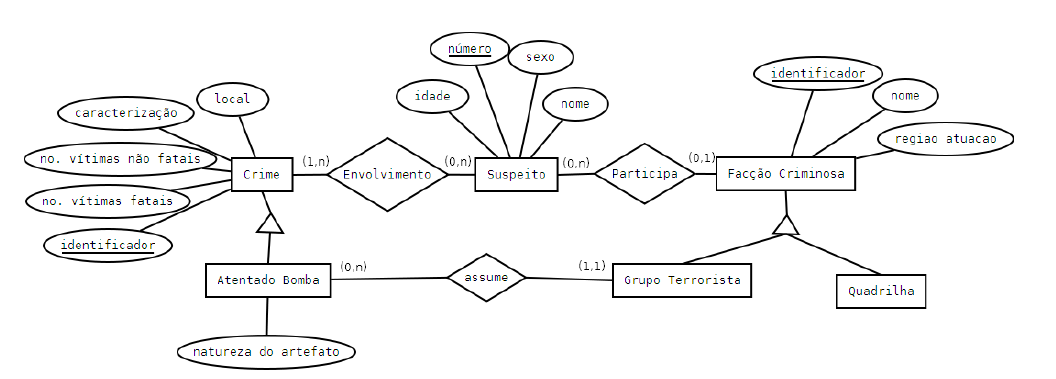 número
sexo
identificador
idade
nome
nome
local
caracterização
regiao atuacao
no. vítimas não fatais
(1,n)
(0,n)
(0,n)
(0,1)
Crime
Envolvimento
Suspeito
Participa
Facção Criminosa
no. vítimas fatais
identificador
(0,n)
(1,1)
Atentado Bomba
assume
Grupo Terrorista
Quadrilha
natureza do artefato